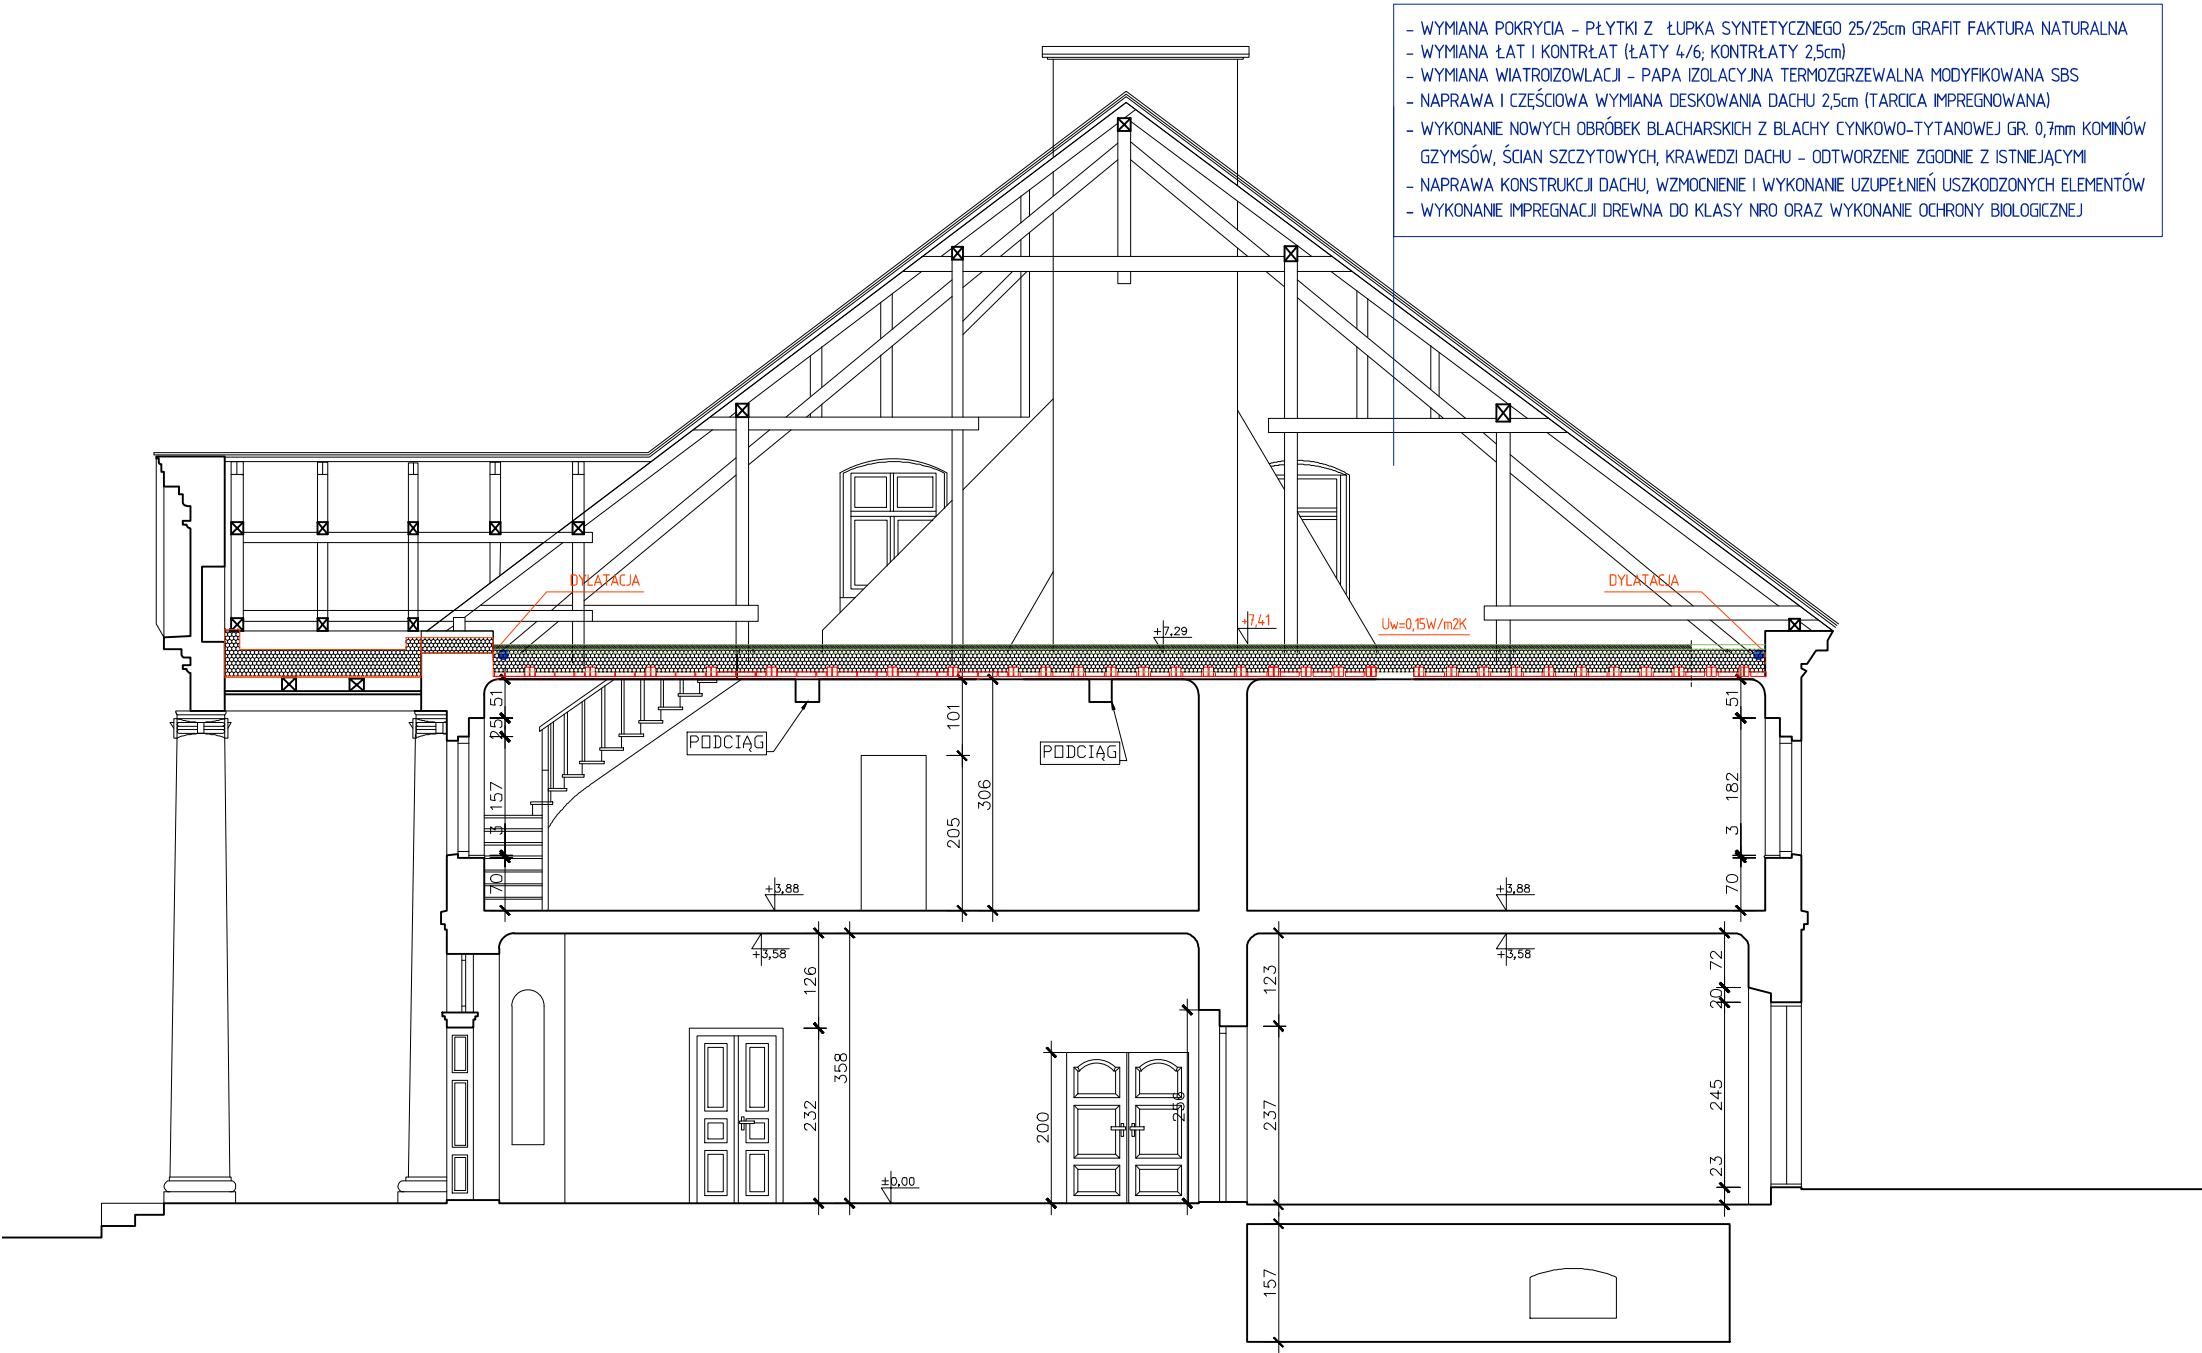 - WYMIANA POKRYCIA - PŁYTKI Z ŁUPKA SYNTETYCZNEGO 25/25cm GRAFIT FAKTURA NATURALNA
- WYMIANA ŁAT I KONTRŁAT (ŁATY 4/6; KONTRŁATY 2,5cm)
- WYMIANA WIATROIZOWLACJI - PAPA IZOLACYJNA TERMOZGRZEWALNA MODYFIKOWANA SBS
- NAPRAWA I CZĘŚCIOWA WYMIANA DESKOWANIA DACHU 2,5cm (TARCICA IMPREGNOWANA)
- WYKONANIE NOWYCH OBRÓBEK BLACHARSKICH Z BLACHY CYNKOWO-TYTANOWEJ GR. 0,7mm KOMINÓW
GZYMSÓW, ŚCIAN SZCZYTOWYCH, KRAWEDZI DACHU - ODTWORZENIE ZGODNIE Z ISTNIEJĄCYMI
- NAPRAWA KONSTRUKCJI DACHU, WZMOCNIENIE I WYKONANIE UZUPEŁNIEŃ USZKODZONYCH ELEMENTÓW
- WYKONANIE IMPREGNACJI DREWNA DO KLASY NRO ORAZ WYKONANIE OCHRONY BIOLOGICZNEJ
DYLATACJA
DYLATACJA
+7,29
+7,41
Uw=0,15W/m2K
51
25
157
3
70
PODCIĄG
PODCIĄG
101
205
306
51
182
3
70
+3,88
+3,88
+3,58
+3,58
126
232
358
200
256
123
237
72
20
245
23
±0,00
157